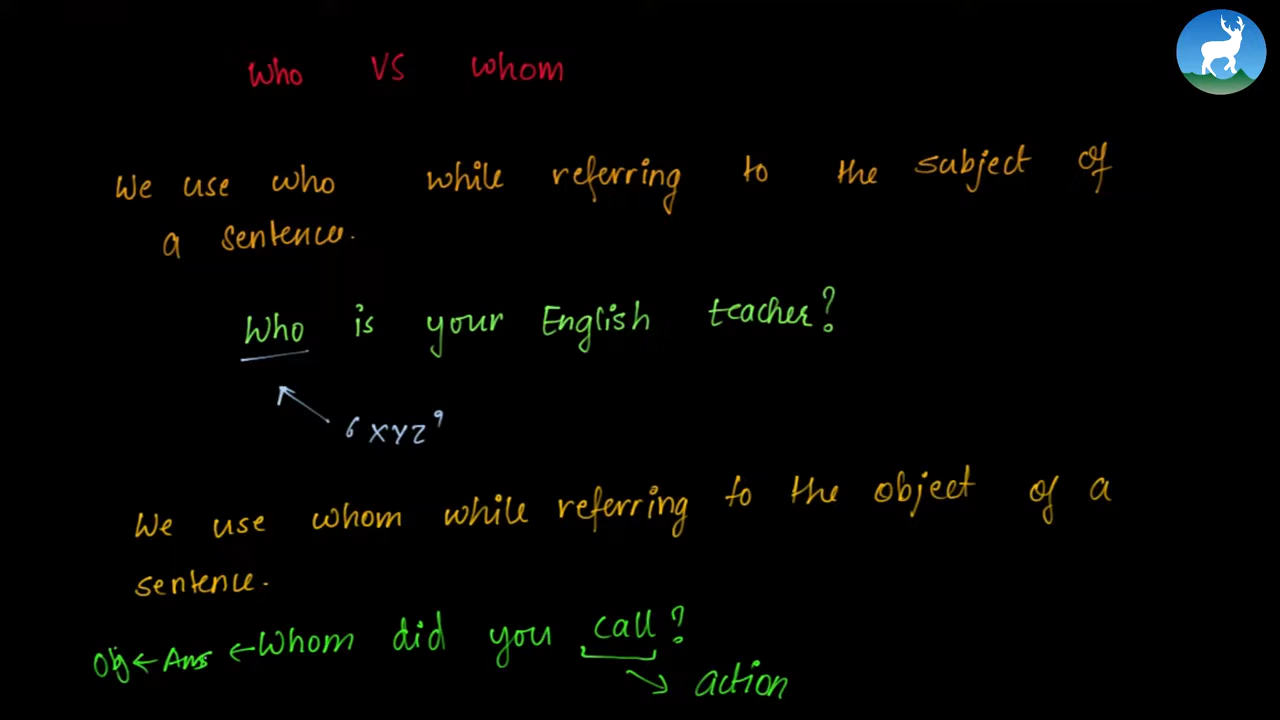 Who VS whom
We use who while referring to the subject of
a sentence.
Who is your English teacher?
'XYZ'
We use whom while referring to the object of a
sentence.
Obj ← Ans ← Whom did you call?
action